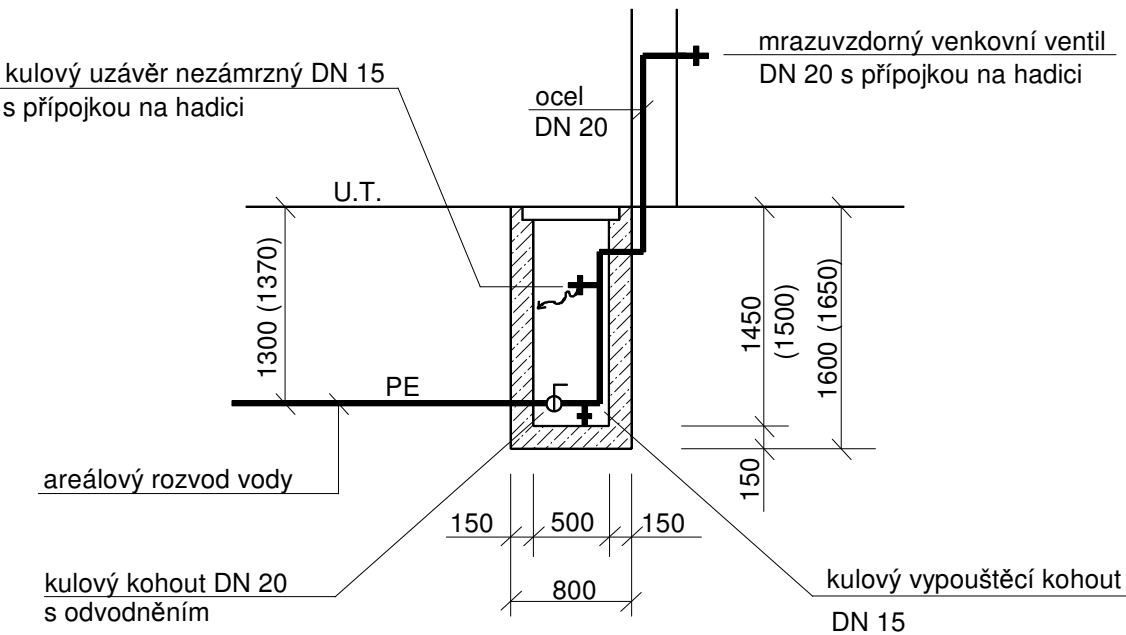 kulový uzávěr nezámrzný DN 15
s přípojkou na hadici
mrazuvzdorný venkovní ventil
DN 20 s přípojkou na hadici
ocel
DN 20
U.T.
1300 (1370)
1450
(1500)
1600 (1650)
150
PE
areálový rozvod vody
150
500
150
800
kulový kohout DN 20
s odvodněním
kulový vypouštěcí kohout
DN 15